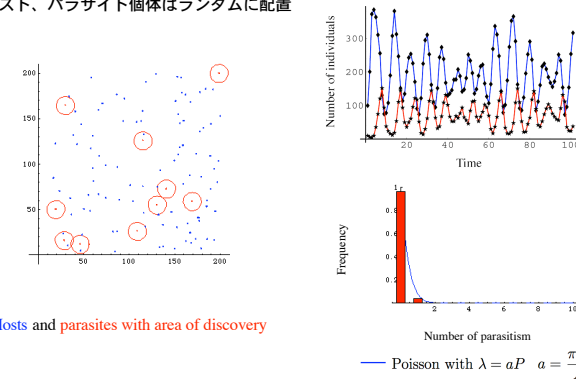 スト、パラサイト個体はランダムに配置
200
150
100
50
50 100 150 200
Hosts and parasites with area of discovery
Number of individuals
300
200
100
20 40 60 80 100
Time
Frequency
1
0.8
0.6
0.4
0.2
2 4 6 8 10
Number of parasitism
Poisson with λ = aP a = π